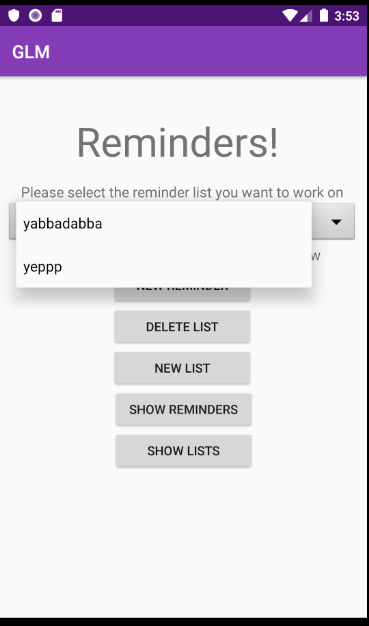 3:53
GLM
Reminders!
Please select the reminder list you want to work on
yabbadabba
w
yeppp
NEW REMINDER
DELETE LIST
NEW LIST
SHOW REMINDERS
SHOW LISTS